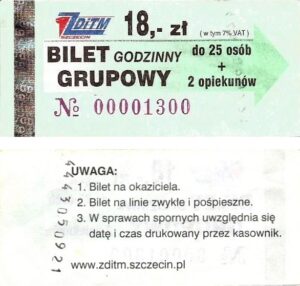 ZDiTM
SZCZECIN
18,- zł
(w tym 7% VAT)
BILET GODZINNY
GRUPOWY
do 25 osób
+
2 opiekunów
№ 00001300
UWAGA:
1. Bilet na okaziciela.
2. Bilet na linie zwykłe i pośpieszne.
3. W sprawach spornych uwzględnia się
datę i czas drukowany przez kasownik.
www.zditm.szczecin.pl